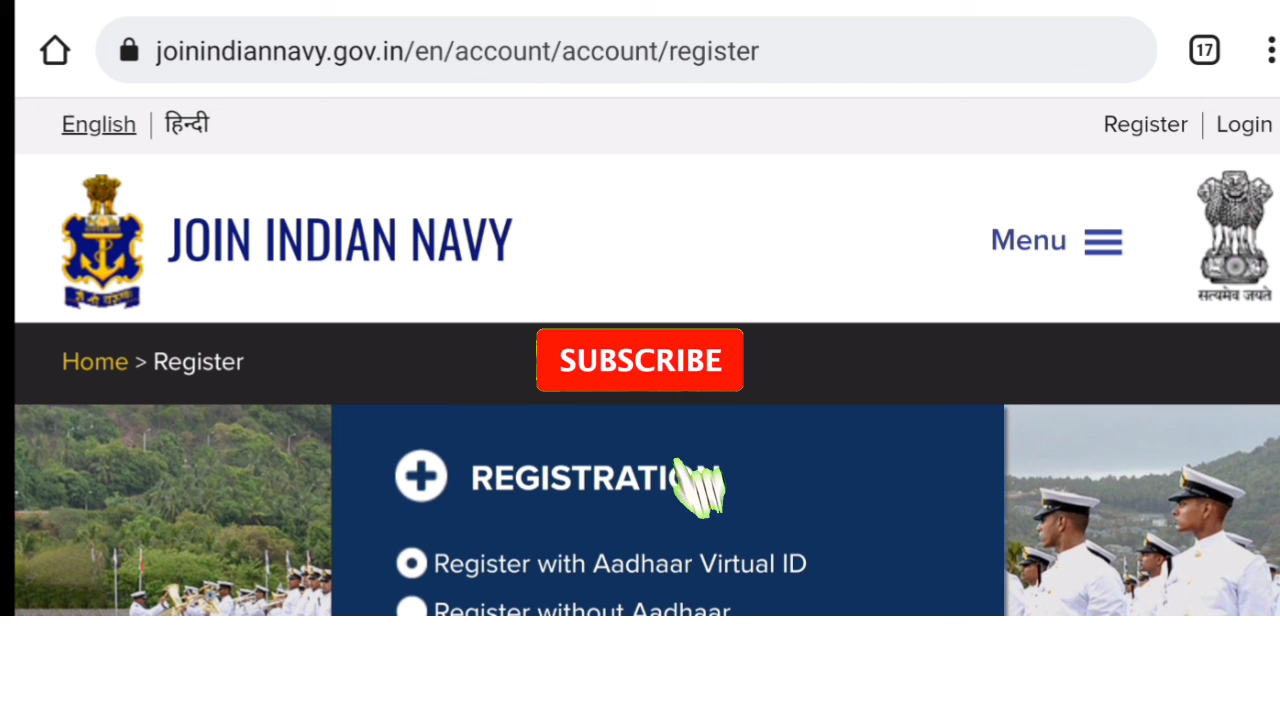 joinindiannavy.gov.in/en/account/account/register
17
English | हिन्दी
Register | Login
JOIN INDIAN NAVY
Menu
सत्यमेव जयते
Home > Register
SUBSCRIBE
REGISTRATION
Register with Aadhaar Virtual ID
Register without Aadhaar